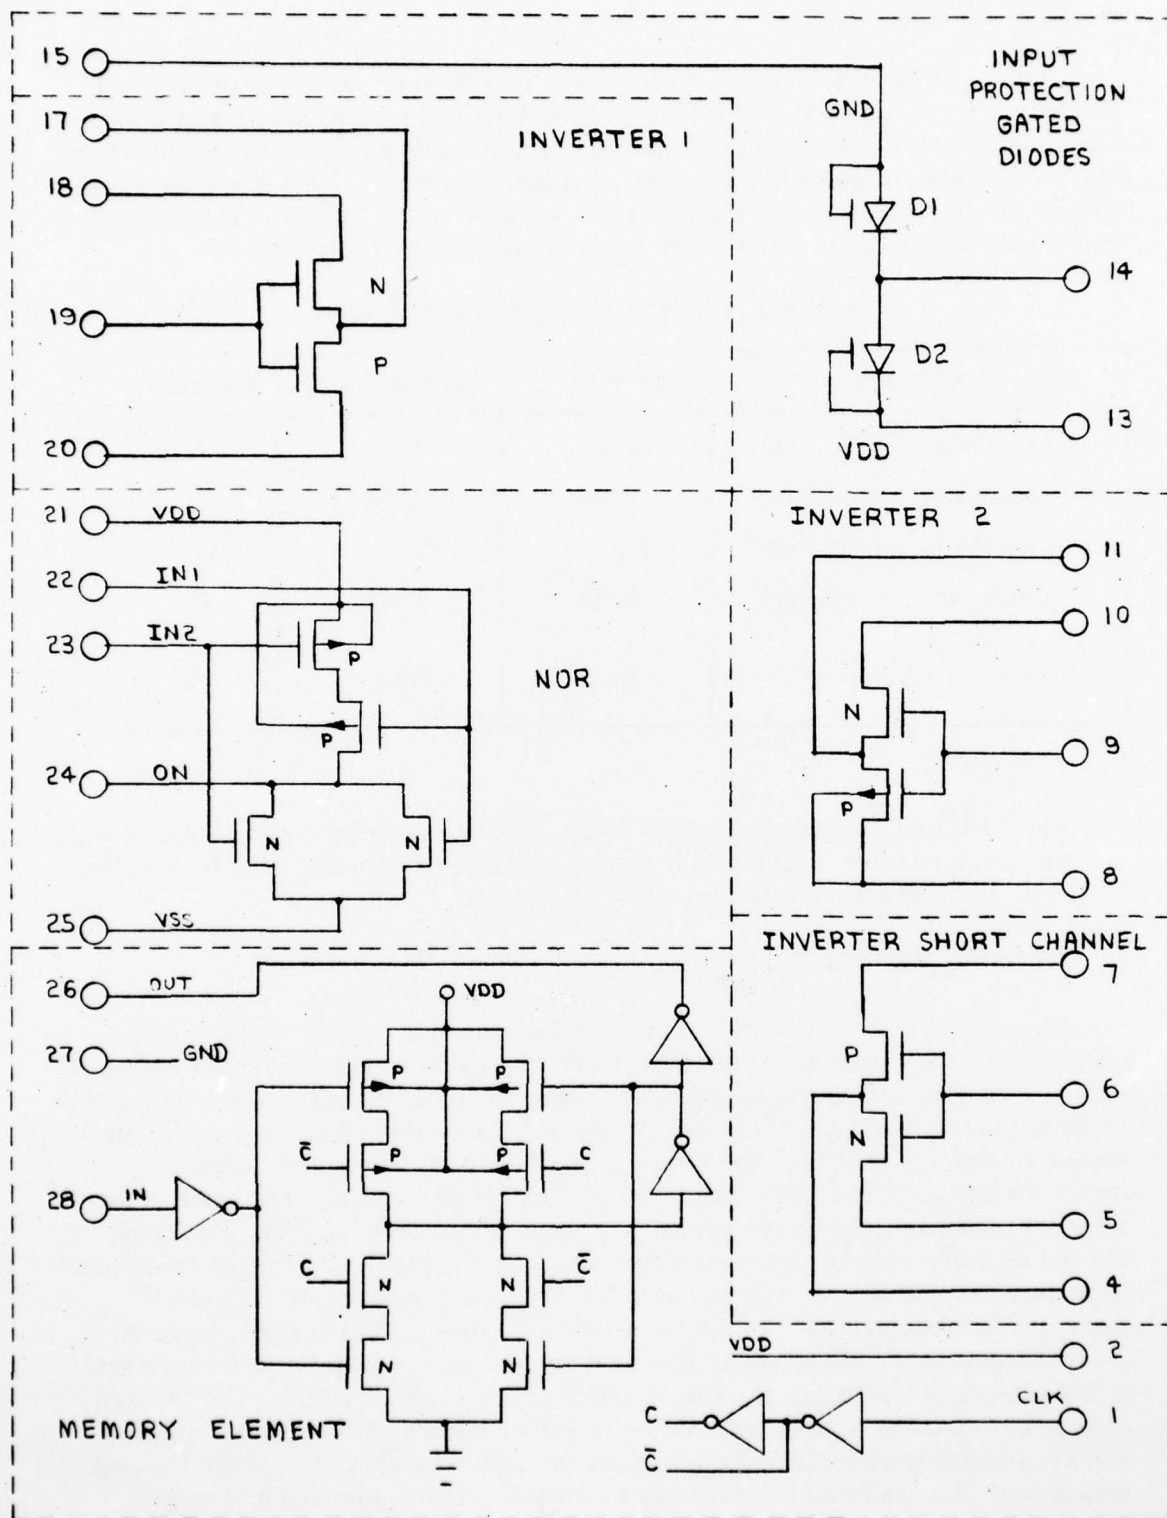 15
INPUT
PROTECTION
GATED
DIODES
GND
D1
14
D2
13
VDD
17
INVERTER 1
18
N
19
P
20
21 VDD
22 IN1
23 IN2
P
NOR
P
24 ON
N
N
25 VSS
INVERTER 2
11
10
N
9
P
8
INVERTER SHORT CHANNEL
7
P
6
N
5
4
26 OUT
VDD
27 GND
P
P
C̅
P
P
C
28 IN
C
N
N
C̅
N
N
MEMORY ELEMENT
VDD
2
CLK
1
C
C̅